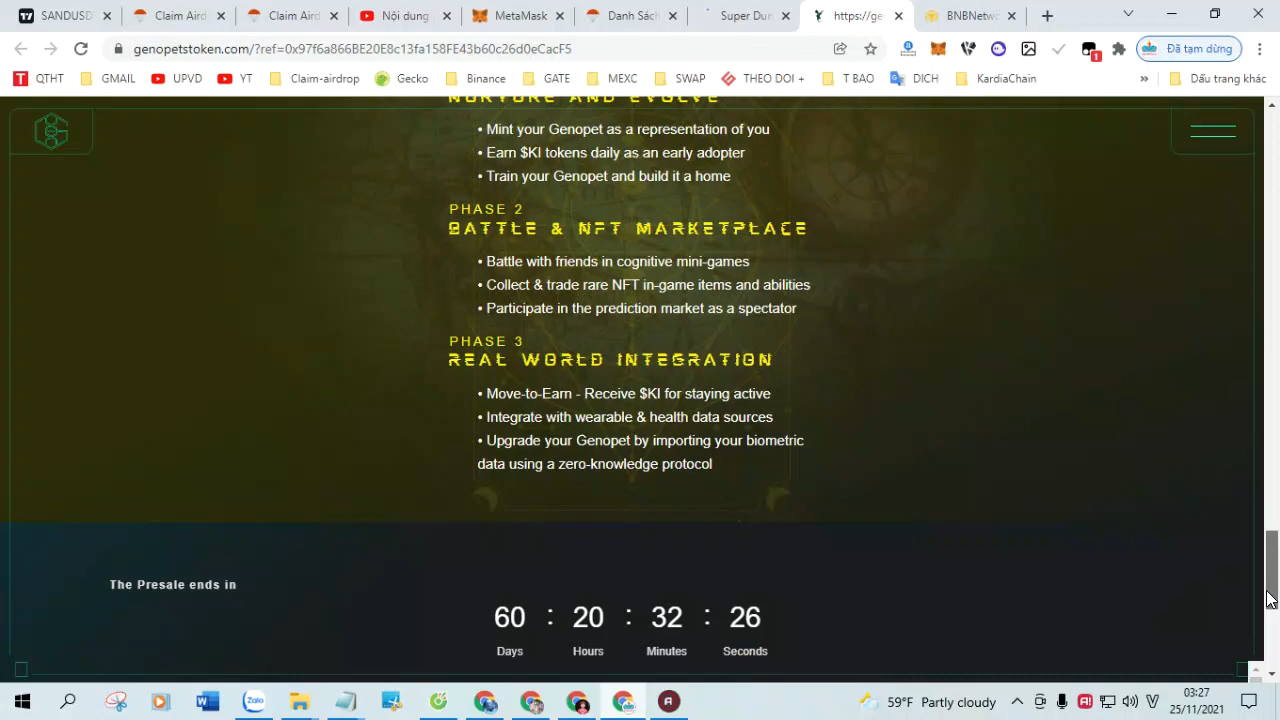 SANDUSD
Claim Aird
Claim Aird
Nội dung
MetaMask
Danh Sách
Super Dun
https://ge
BNBNetwo
genopetstoken.com/?ref=0x97f6a866BE20E8c13fa158FE43b60c26d0eCacF5
1
Đã tạm dừng
QTHT
GMAIL
UPVD
YT
Claim-airdrop
Gecko
Binance
GATE
MEXC
SWAP
THEO DOI +
T BAO
DICH
KardiaChain
»
Dấu trang khác
NURTURE AND EVOLVE
• Mint your Genopet as a representation of you
• Earn $KI tokens daily as an early adopter
• Train your Genopet and build it a home
PHASE 2
BATTLE & NFT MARKETPLACE
• Battle with friends in cognitive mini-games
• Collect & trade rare NFT in-game items and abilities
• Participate in the prediction market as a spectator
PHASE 3
REAL WORLD INTEGRATION
• Move-to-Earn - Receive $KI for staying active
• Integrate with wearable & health data sources
• Upgrade your Genopet by importing your biometric
data using a zero-knowledge protocol
The Presale ends in
60 : 20 : 32 : 26
Days Hours Minutes Seconds
Zalo
59°F Partly cloudy
03:27
25/11/2021